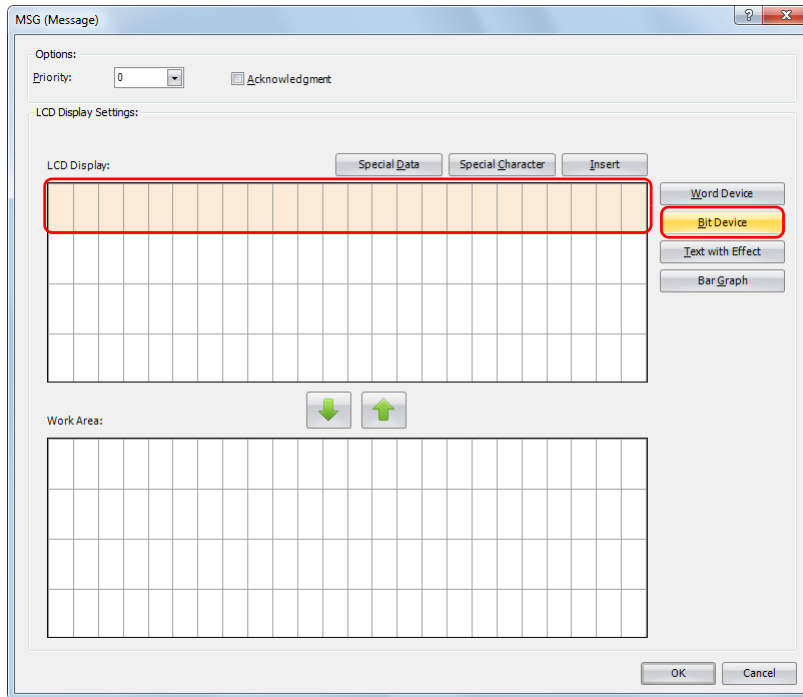 MSG (Message)
Options:
Priority: 0 Acknowledgment
LCD Display Settings:
LCD Display: Special Data Special Character Insert
Word Device
Bit Device
Text with Effect
Bar Graph
Work Area:
OK Cancel